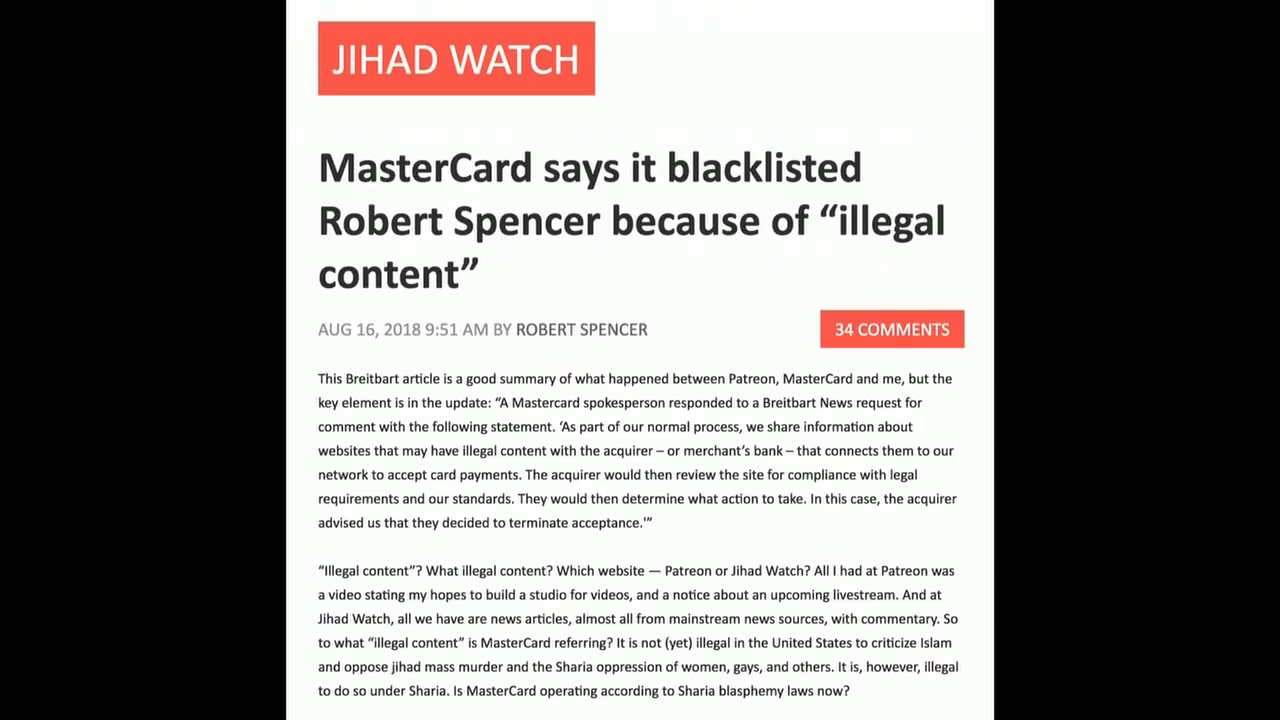 JIHAD WATCH
MasterCard says it blacklisted
Robert Spencer because of “illegal
content”
AUG 16, 2018 9:51 AM BY ROBERT SPENCER
34 COMMENTS
This Breitbart article is a good summary of what happened between Patreon, MasterCard and me, but the
key element is in the update: “A Mastercard spokesperson responded to a Breitbart News request for
comment with the following statement. ‘As part of our normal process, we share information about
websites that may have illegal content with the acquirer – or merchant’s bank – that connects them to our
network to accept card payments. The acquirer would then review the site for compliance with legal
requirements and our standards. They would then determine what action to take. In this case, the acquirer
advised us that they decided to terminate acceptance.'”
“Illegal content”? What illegal content? Which website — Patreon or Jihad Watch? All I had at Patreon was
a video stating my hopes to build a studio for videos, and a notice about an upcoming livestream. And at
Jihad Watch, all we have are news articles, almost all from mainstream news sources, with commentary. So
to what “illegal content” is MasterCard referring? It is not (yet) illegal in the United States to criticize Islam
and oppose jihad mass murder and the Sharia oppression of women, gays, and others. It is, however, illegal
to do so under Sharia. Is MasterCard operating according to Sharia blasphemy laws now?